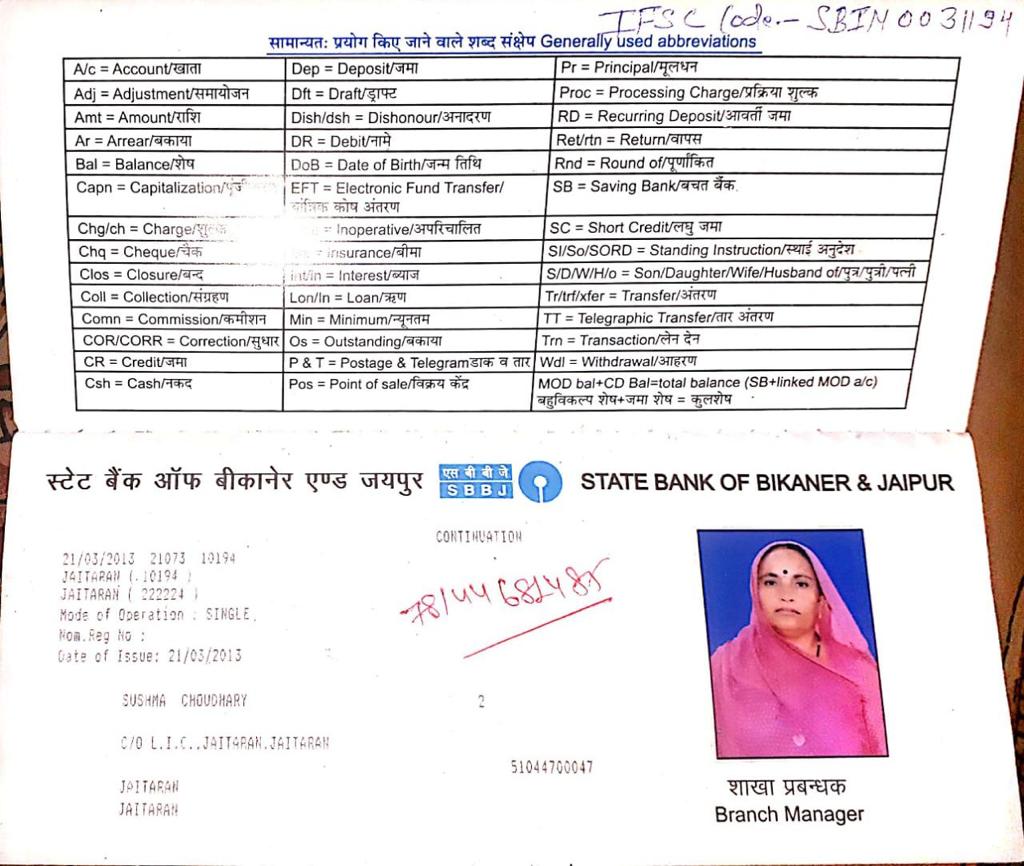 IFSC Code:- SBIN0031194
सामान्यतः प्रयोग किए जाने वाले शब्द संक्षेप Generally used abbreviations
A/c = Account/खाता Dep = Deposit/जमा Pr = Principal/मूलधन
Adj = Adjustment/समायोजन Dft = Draft/ड्राफ्ट Proc = Processing Charge/प्रक्रिया शुल्क
Amt = Amount/राशि Dish/dsh = Dishonour/अनादरण RD = Recurring Deposit/आवर्ती जमा
Ar = Arrear/बकाया DR = Debit/नामे Ret/rtn = Return/वापस
Bal = Balance/शेष DoB = Date of Birth/जन्म तिथि Rnd = Round of/पूर्णांकित
Capn = Capitalization/ EFT = Electronic Fund Transfer/ SB = Saving Bank/बचत बैंक
कोष अंतरण
Chg/ch = Charge/शुल्क = Inoperative/अपरिचालित SC = Short Credit/लघु जमा
Chq = Cheque/चैक = Insurance/बीमा SI/So/SORD = Standing Instruction/स्थाई अनुदेश
Clos = Closure/बन्द Int/in = Interest/ब्याज S/D/W/H/o = Son/Daughter/Wife/Husband of/पुत्र/पुत्री/पत्नी
Coll = Collection/संग्रहण Lon/ln = Loan/ऋण Tr/trf/xfer = Transfer/अंतरण
Comn = Commission/कमीशन Min = Minimum/न्यूनतम TT = Telegraphic Transfer/तार अंतरण
COR/CORR = Correction/सुधार Os = Outstanding/बकाया Trn = Transaction/लेन देन
CR = Credit/जमा P & T = Postage & Telegramडाक व तार Wdl = Withdrawal/आहरण
Csh = Cash/नकद Pos = Point of sale/विक्रय केंद्र MOD bal+CD Bal=total balance (SB+linked MOD a/c)
बहुविकल्प शेष+जमा शेष = कुलशेष
स्टेट बैंक ऑफ बीकानेर एण्ड जयपुर एस बी बी जे STATE BANK OF BIKANER & JAIPUR
SBBJ
CONTINUATION
21/03/2013 21073 10194
JAITARAN ( 10194 )
JAITARAN ( 222224 )
Mode of Operation : SINGLE.
Nom.Reg No :
Date of Issue: 21/03/2013
SUSHMA CHOUDHARY 2
C/O L.I.C.,JAITARAN,JAITARAN
51044700047
JAITARAN
JAITARAN
शाखा प्रबन्धक
Branch Manager